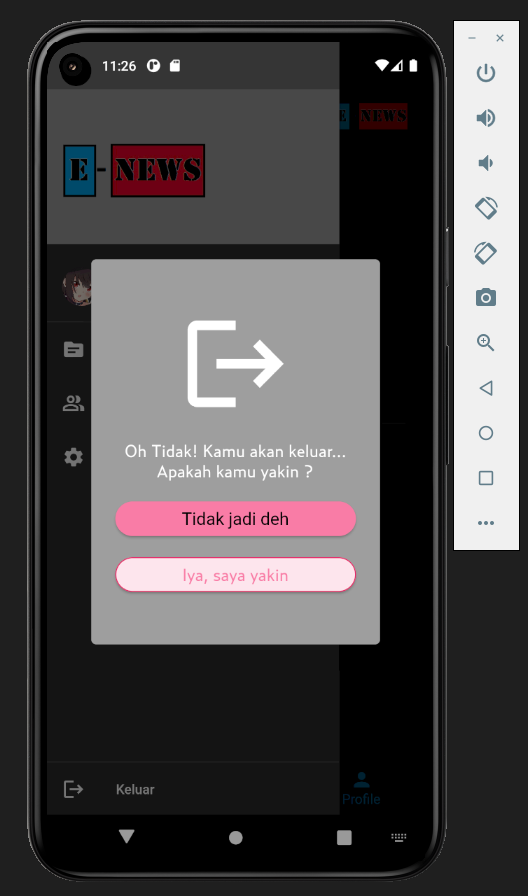 11:26
E-NEWS
E NEWS
Oh Tidak! Kamu akan keluar...
Apakah kamu yakin ?
Tidak jadi deh
Iya, saya yakin
Keluar
Profile